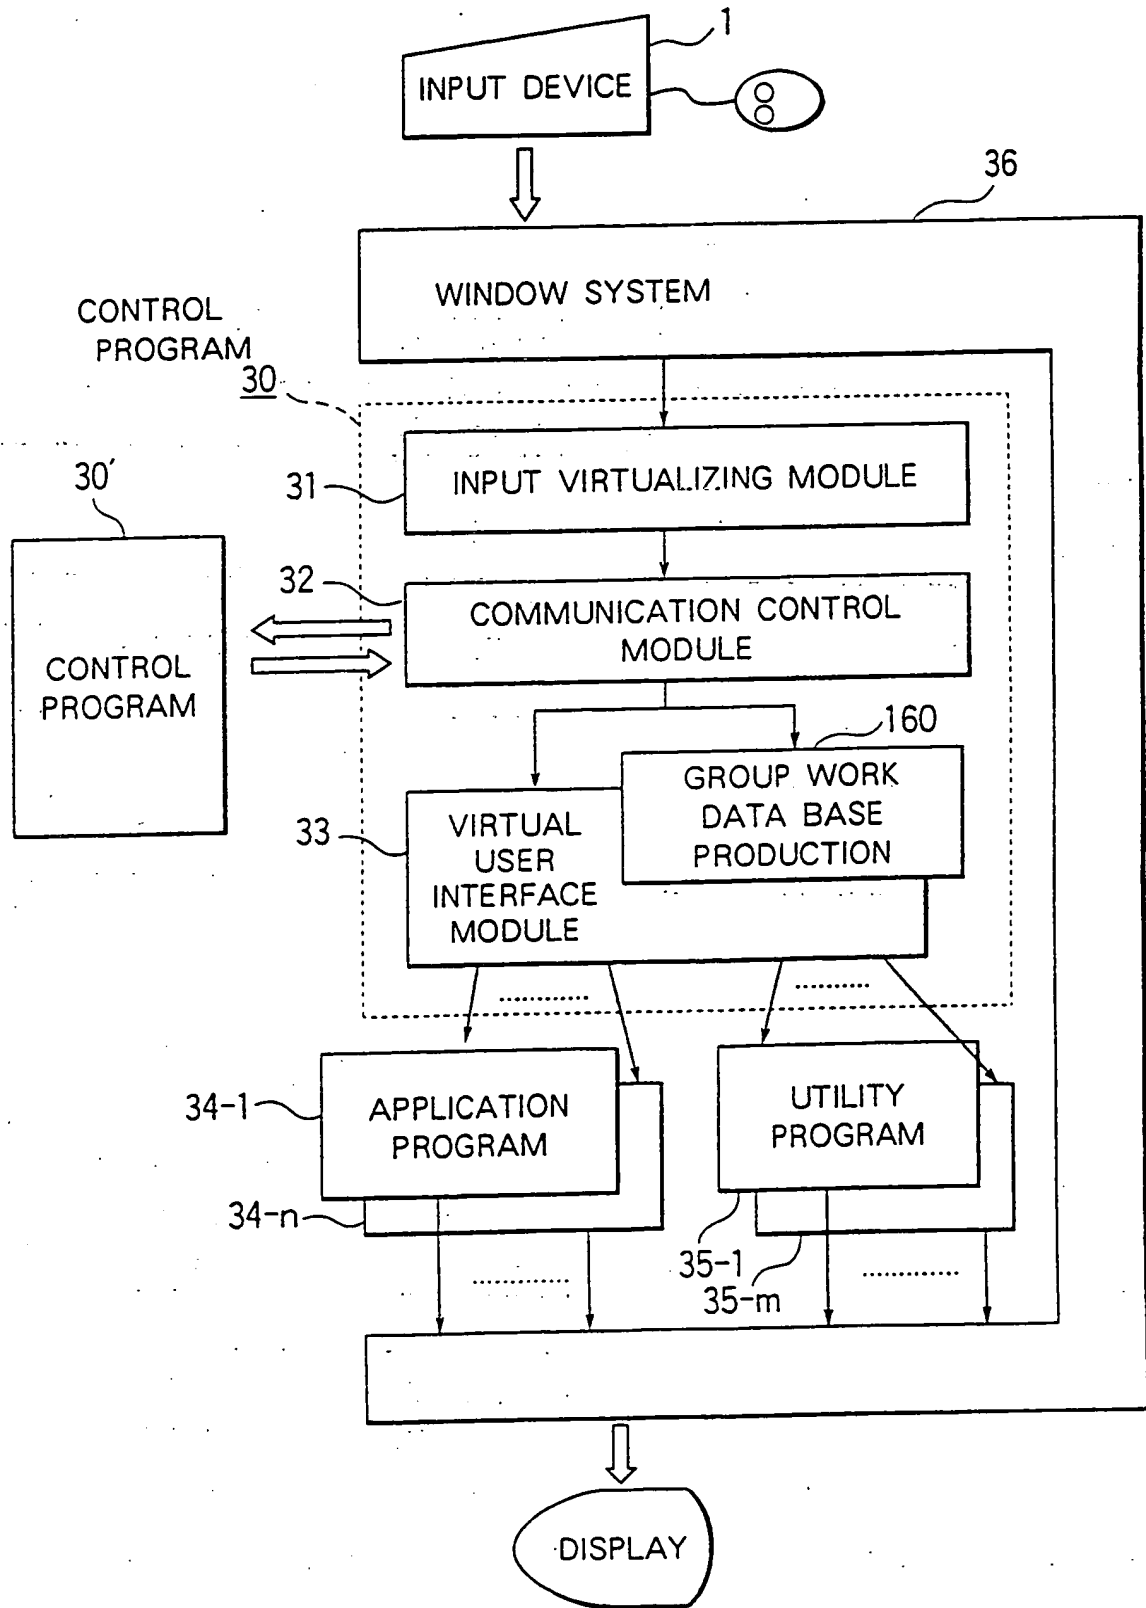 1
INPUT DEVICE
36
WINDOW SYSTEM
CONTROL
PROGRAM
30
30′
31
INPUT VIRTUALIZING MODULE
32
COMMUNICATION CONTROL
MODULE
CONTROL
PROGRAM
160
GROUP WORK
DATA BASE
PRODUCTION
33
VIRTUAL
USER
INTERFACE
MODULE
34-1
APPLICATION
PROGRAM
UTILITY
PROGRAM
34-n
35-1
35-m
DISPLAY